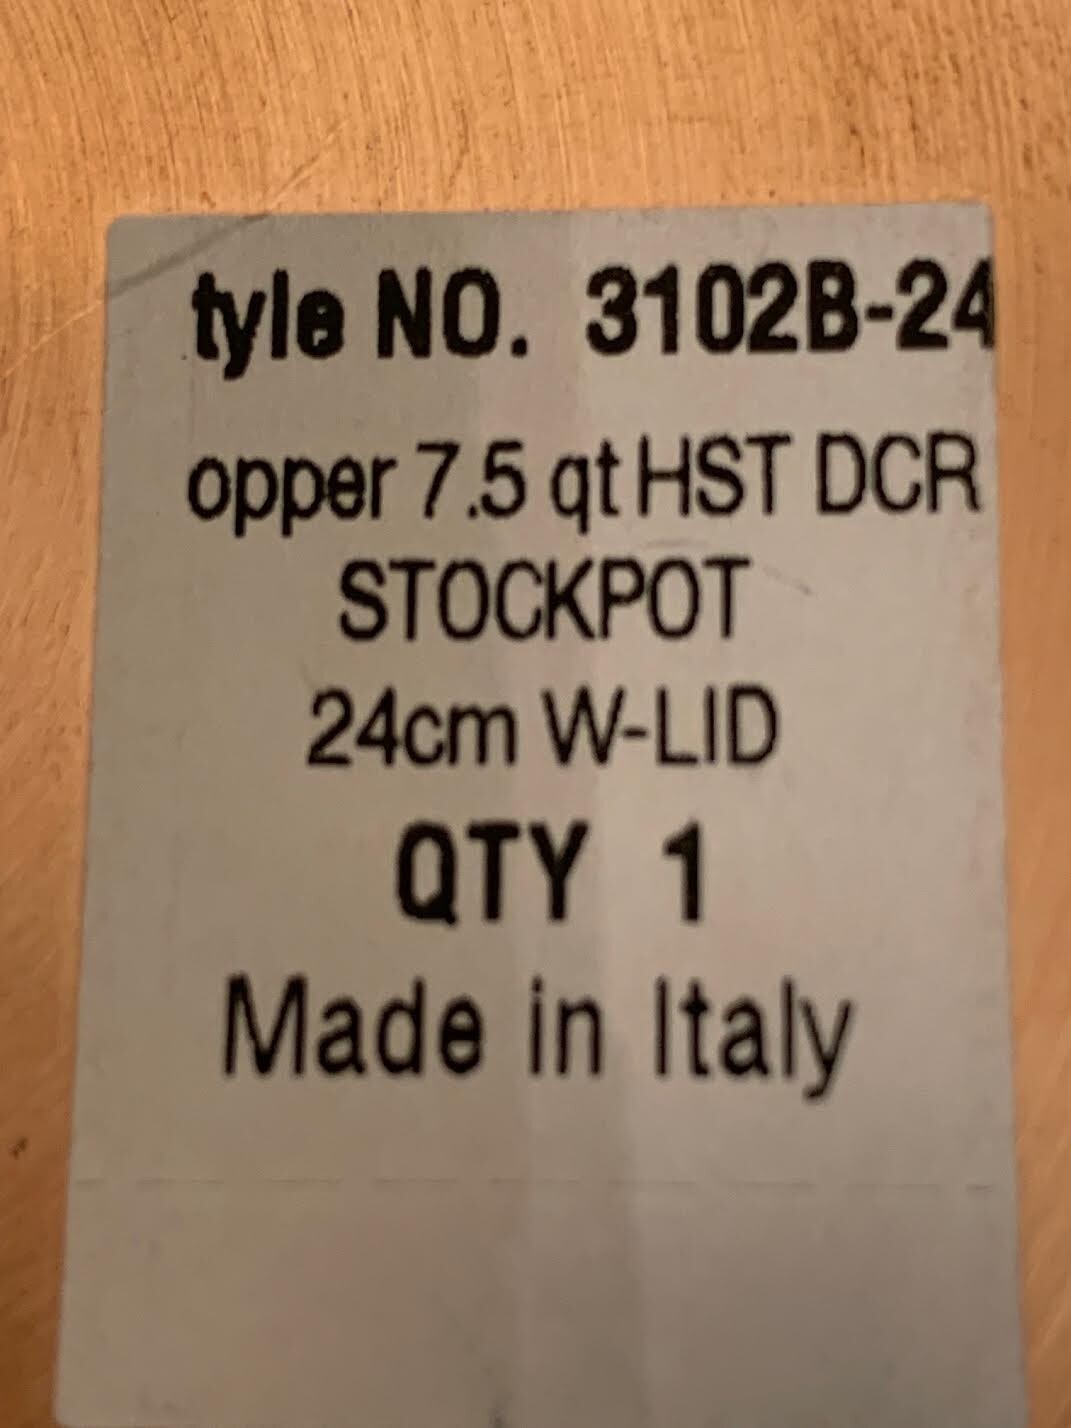 tyle NO. 3102B-24
opper 7.5 qt HST DCR
STOCKPOT
24cm W-LID
QTY 1
Made in Italy